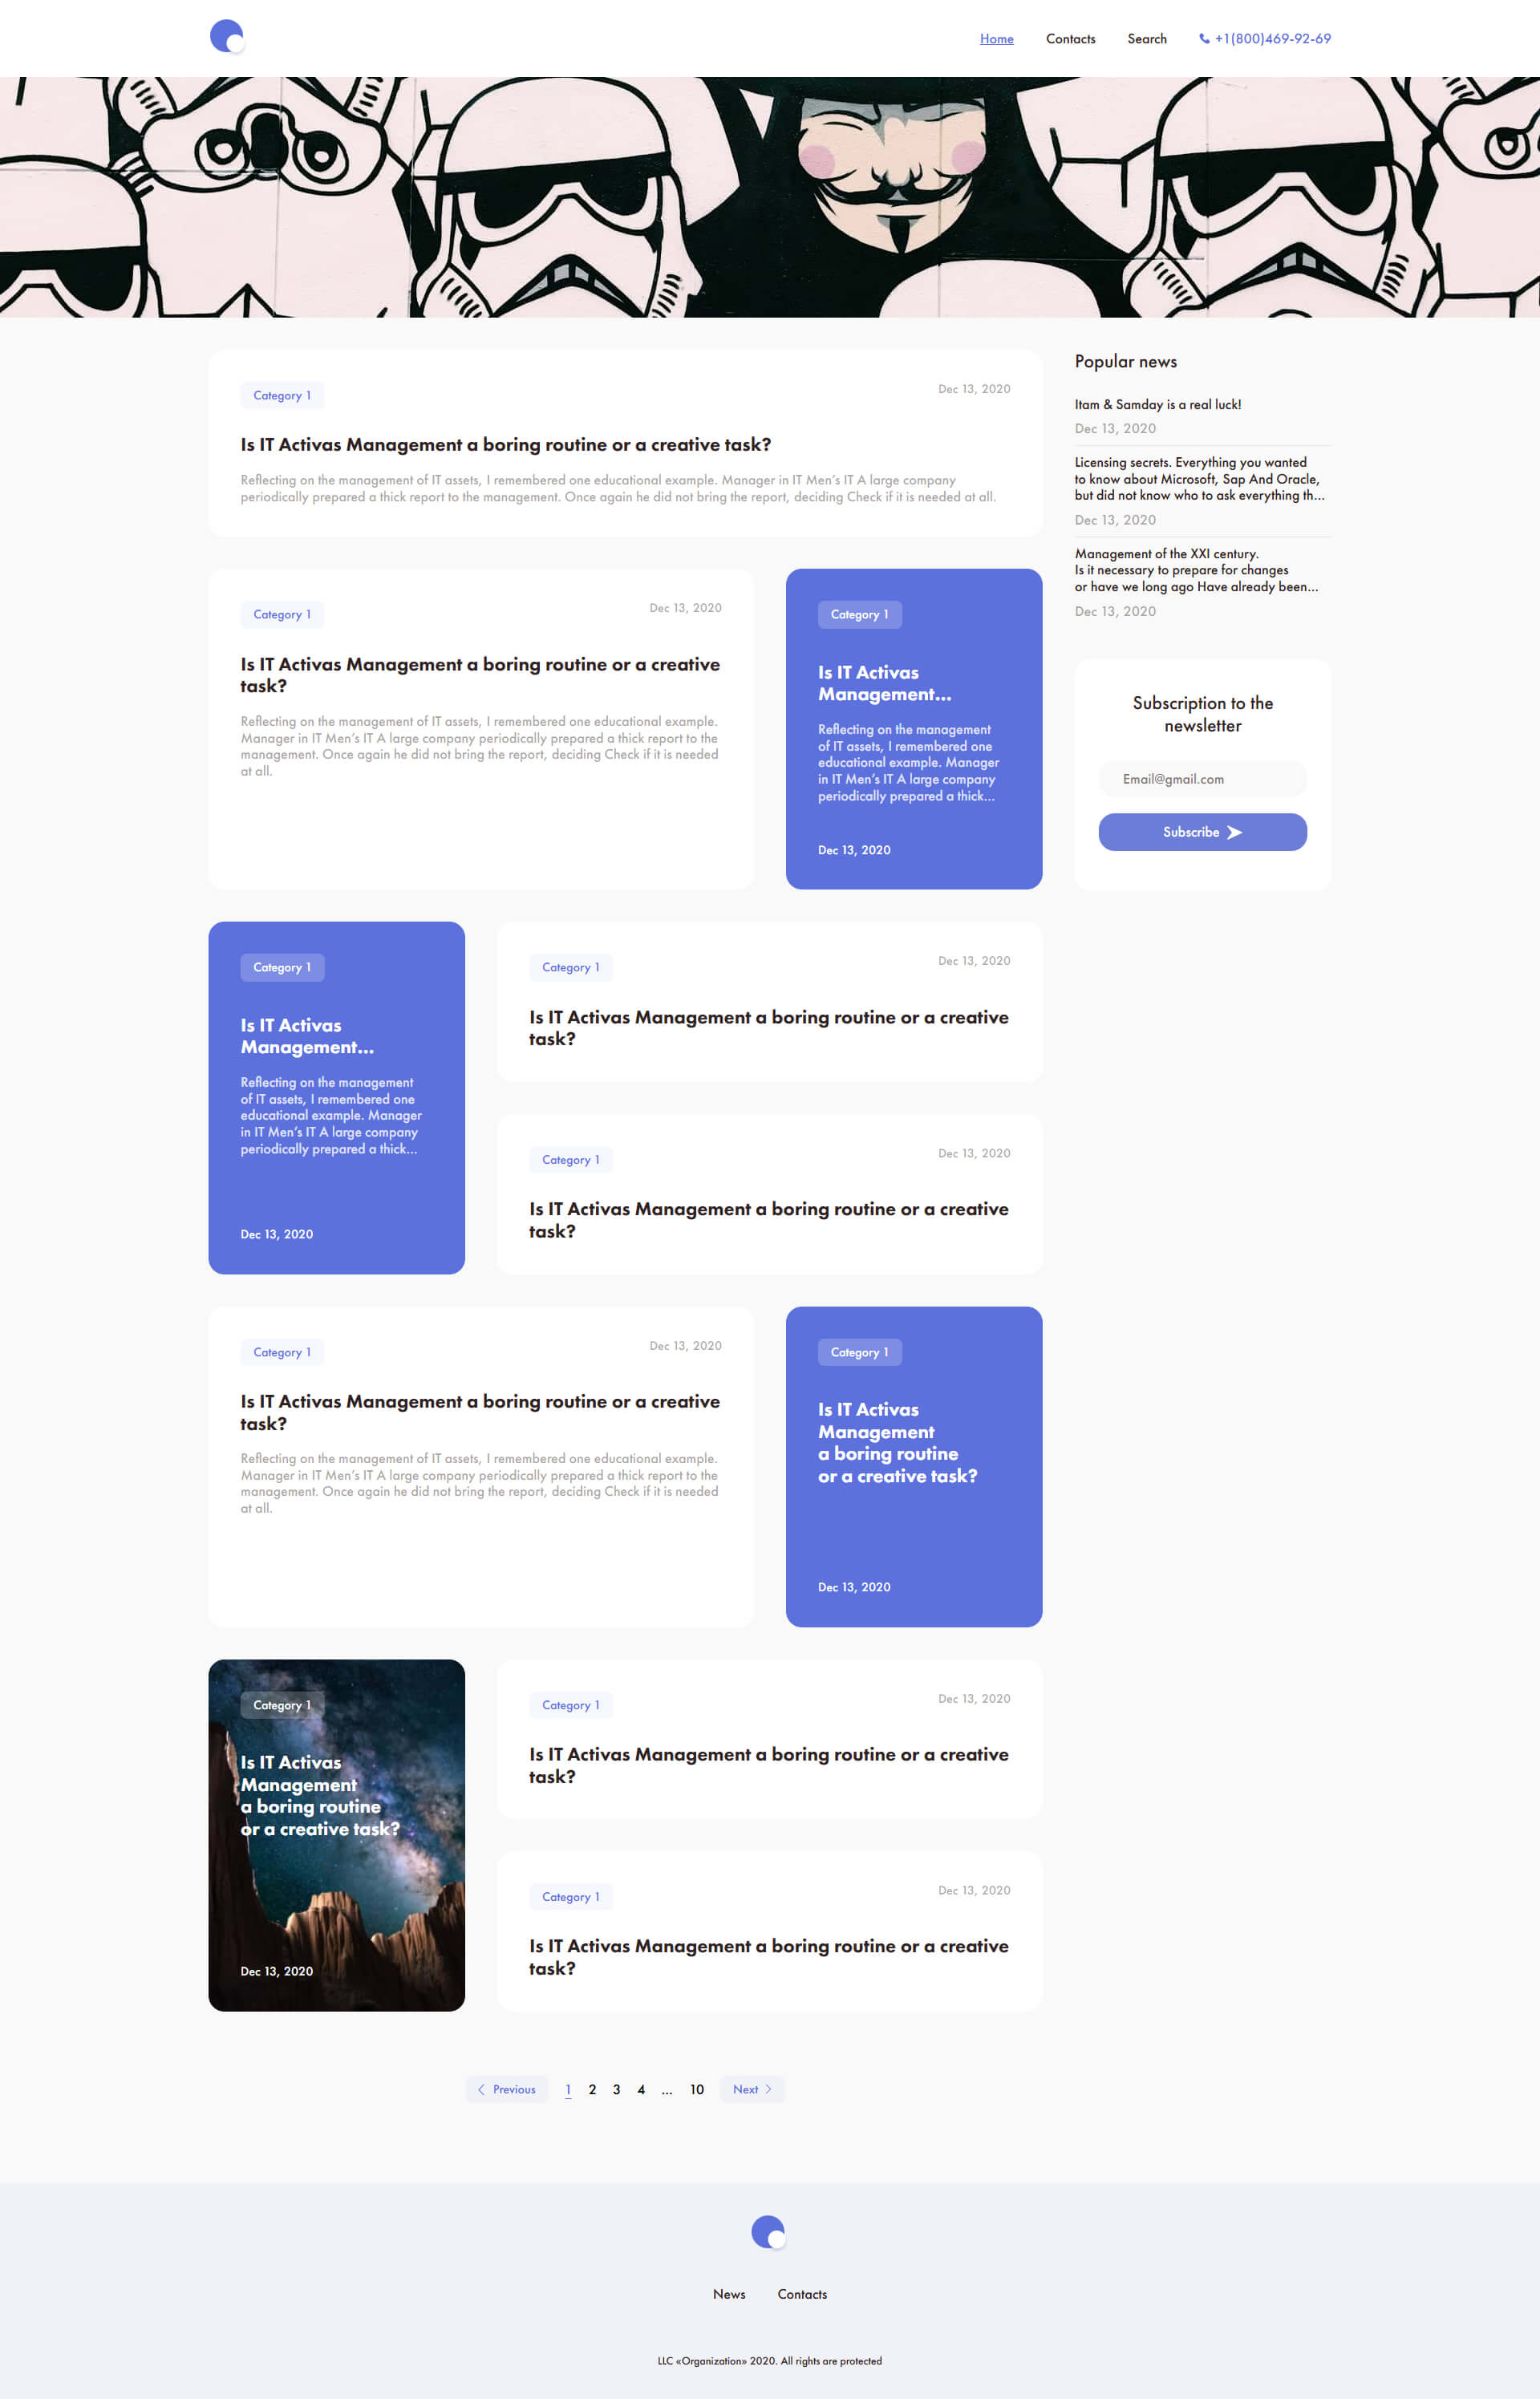 Home Contacts Search +1(800)469-92-69
Category 1
Dec 13, 2020
Is IT Activas Management a boring routine or a creative task?
Reflecting on the management of IT assets, I remembered one educational example. Manager in IT Men's IT A large company
periodically prepared a thick report to the management. Once again he did not bring the report, deciding Check if it is needed at all.
Category 1
Dec 13, 2020
Is IT Activas Management a boring routine or a creative
task?
Reflecting on the management of IT assets, I remembered one educational example.
Manager in IT Men's IT A large company periodically prepared a thick report to the
management. Once again he did not bring the report, deciding Check if it is needed
at all.
Category 1
Is IT Activas
Management...
Reflecting on the management
of IT assets, I remembered one
educational example. Manager
in IT Men's IT A large company
periodically prepared a thick...
Dec 13, 2020
Category 1
Is IT Activas
Management...
Reflecting on the management
of IT assets, I remembered one
educational example. Manager
in IT Men's IT A large company
periodically prepared a thick...
Dec 13, 2020
Category 1
Dec 13, 2020
Is IT Activas Management a boring routine or a creative
task?
Category 1
Dec 13, 2020
Is IT Activas Management a boring routine or a creative
task?
Category 1
Dec 13, 2020
Is IT Activas Management a boring routine or a creative
task?
Reflecting on the management of IT assets, I remembered one educational example.
Manager in IT Men's IT A large company periodically prepared a thick report to the
management. Once again he did not bring the report, deciding Check if it is needed
at all.
Category 1
Is IT Activas
Management
a boring routine
or a creative task?
Dec 13, 2020
Category 1
Is IT Activas
Management
a boring routine
or a creative task?
Dec 13, 2020
Category 1
Dec 13, 2020
Is IT Activas Management a boring routine or a creative
task?
Category 1
Dec 13, 2020
Is IT Activas Management a boring routine or a creative
task?
Popular news
Itam & Samday is a real luck!
Dec 13, 2020
Licensing secrets. Everything you wanted
to know about Microsoft, Sap And Oracle,
but did not know who to ask everything th...
Dec 13, 2020
Management of the XXI century.
Is it necessary to prepare for changes
or have we long ago Have already been...
Dec 13, 2020
Subscription to the
newsletter
Email@gmail.com
Subscribe
Previous 1 2 3 4 ... 10 Next
News Contacts
LLC «Organization» 2020. All rights are protected